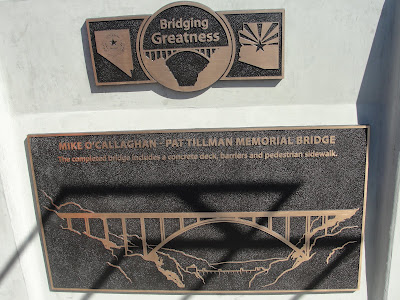 Bridging
Greatness
MIKE O'CALLAGHAN - PAT TILLMAN MEMORIAL BRIDGE
The completed bridge includes a concrete deck, barriers and pedestrian sidewalk.